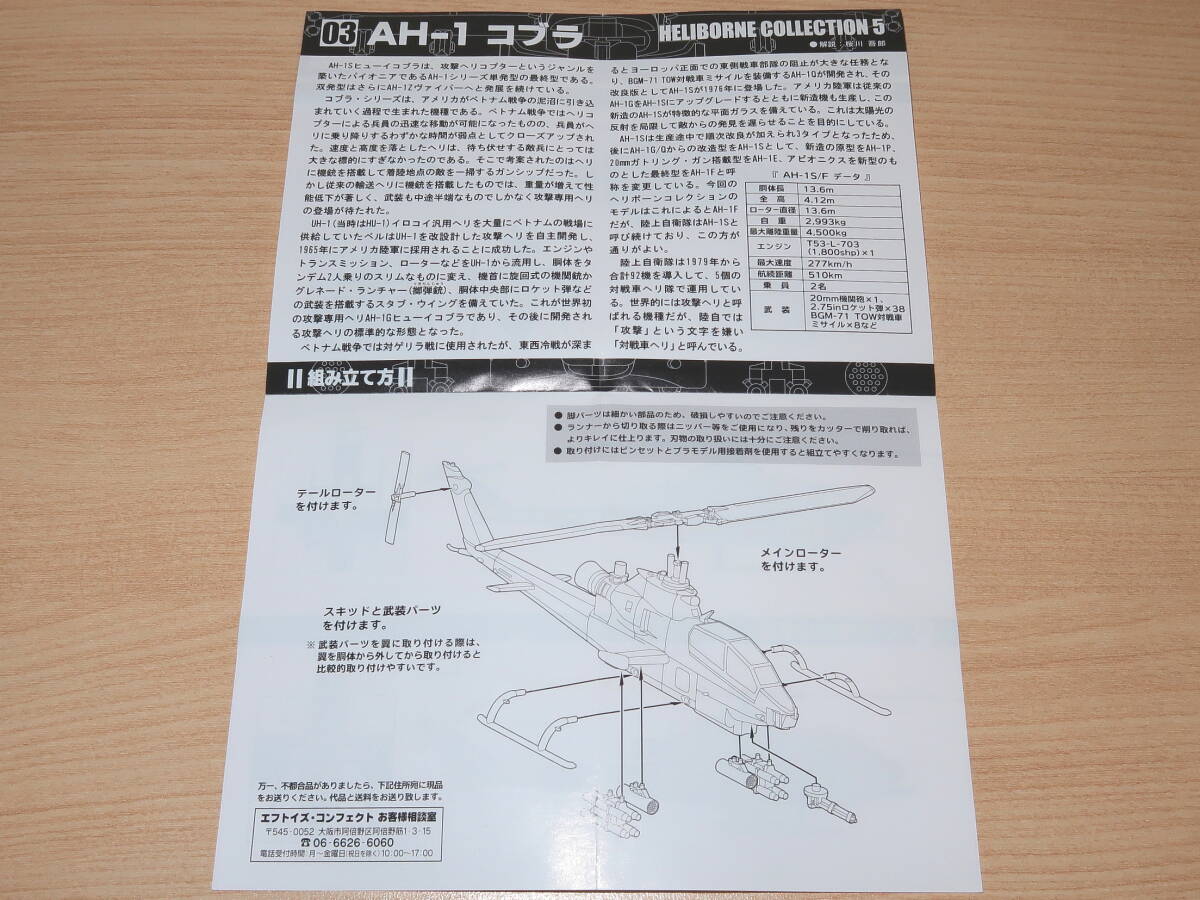 03 AH-1 コブラ
HELIBORNE COLLECTION 5
●解説:桜川 吾郎
AH-1Sヒューイコブラは、攻撃ヘリコプターというジャンルを
築いたパイオニアであるAH-1シリーズ単発型の最終型である。
双発型はさらにAH-1Zヴァイパーへと発展を続けている。
コブラ・シリーズは、アメリカがベトナム戦争の泥沼に引き込
まれていく過程で生まれた機種である。ベトナム戦争ではヘリコ
プターによる兵員の迅速な移動が可能になったものの、兵員がヘ
リに乗り降りするわずかな時間が弱点としてクローズアップされ
た。速度と高度を落としたヘリは、待ち伏せする敵兵にとっては
大きな標的にすぎなかったのである。そこで考案されたのはヘリ
に機銃を搭載して着陸地点の敵を一掃するガンシップだった。し
かし従来の輸送ヘリに機銃を搭載したものでは、重量が増えて性
能低下が著しく、武装も中途半端なものでしかなく攻撃専用ヘリ
の登場が待たれた。
UH-1(当時はHU-1)イロコイ汎用ヘリを大量にベトナムの戦場に
供給していたベルはUH-1を改設計した攻撃ヘリを自主開発し、
1965年にアメリカ陸軍に採用されることに成功した。エンジンや
トランスミッション、ローターなどをUH-1から流用し、胴体をタ
ンデム2人乗りのスリムなものに変え、機首に旋回式の機関銃か
グレネード・ランチャー(擲弾銃)、胴体中央部にロケット弾など
の武装を搭載するスタブ・ウイングを備えていた。これが世界初
の攻撃専用ヘリAH-1Gヒューイコブラであり、その後に開発され
る攻撃ヘリの標準的な形態となった。
ベトナム戦争では対ゲリラ戦に使用されたが、東西冷戦が深ま
るとヨーロッパ正面での東側戦車部隊の阻止が大きな任務とな
り、BGM-71 TOW対戦車ミサイルを装備するAH-1Qが開発され、その
改良版としてAH-1Sが1976年に登場した。アメリカ陸軍は従来の
AH-1GをAH-1Sにアップグレードするとともに新造機も生産し、この
新造のAH-1Sが特徴的な平面ガラスを備えている。これは太陽光の
反射を局限して敵からの発見を遅らせることを目的にしている。
AH-1Sは生産途中で順次改良が加えられ3タイプとなったため、
後にAH-1G/Qからの改造型がAH-1Sとして、新造の原型がAH-1P、
20mmガトリング・ガン搭載型がAH-1E、アビオニクスを新型のも
のとした最終型がAH-1Fと呼
称を変更している。今回の
ヘリボーンコレクションの
モデルはこれによるとAH-1F
だが、陸上自衛隊はAH-1Sと
呼び続けており、この方が
通りがよい。
陸上自衛隊は1979年から
合計92機を導入して、5個の
対戦車ヘリ隊で運用してい
る。世界的には攻撃ヘリと呼
ばれる機種だが、陸自では
「攻撃」という文字を嫌い
「対戦車ヘリ」と呼んでいる。
『 AH-1S/F データ 』
胴体長 13.6m
全 高 4.12m
ローター直径 13.6m
自 重 2,993kg
最大離陸重量 4,500kg
エンジン T53-L-703
(1,800shp)×1
最大速度 277km/h
航続距離 510km
乗 員 2名
武 装 20mm機関砲×1、
2.75inロケット弾×38
BGM-71 TOW対戦車
ミサイル×8など
組み立て方
● 脚パーツは細かい部品のため、破損しやすいのでご注意ください。
● ランナーから切り取る際はニッパー等をご使用になり、残りをカッターで削り取れば、
よりキレイに仕上ります。刃物の取り扱いには十分にご注意ください。
● 取り付けにはピンセットとプラモデル用接着剤を使用すると組立てやすくなります。
テールローター
を付けます。
メインローター
を付けます。
スキッドと武装パーツ
を付けます。
※ 武装パーツを翼に取り付ける際は、
翼を胴体から外してから取り付けると
比較的取り付けやすいです。
万一、不都合品がありましたら、下記住所宛に現品
をお送りください。代品と送料をお送り致します。
エフトイズ・コンフェクト お客様相談室
〒545-0052 大阪市阿倍野区阿倍野筋1-3-15
☎06-6626-6060
電話受付時間:月~金曜日(祝日を除く)10:00~17:00